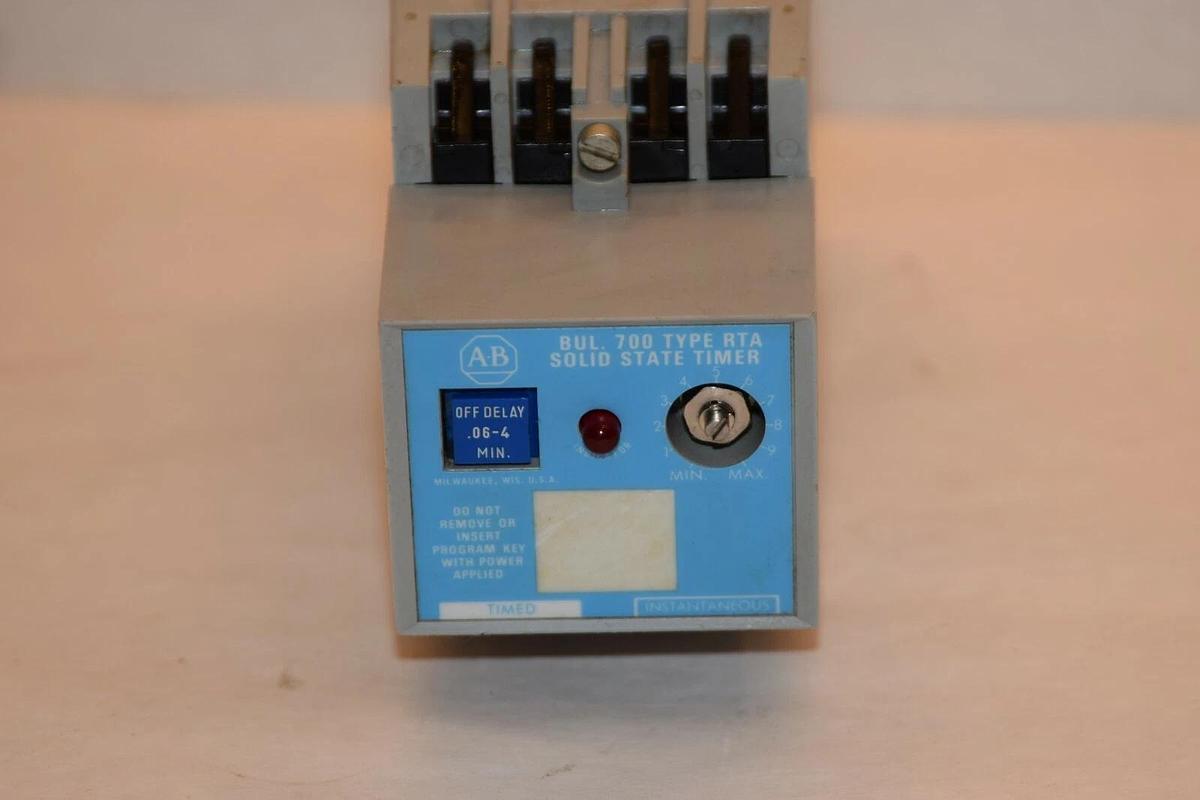 A-B
BUL. 700 TYPE RTA
SOLID STATE TIMER
OFF DELAY
.06-4
MIN.
INDICATOR
1
2
3
4
5
6
7
8
9
MIN. MAX.
MILWAUKEE, WIS. U.S.A.
DO NOT
REMOVE OR
INSERT
PROGRAM KEY
WITH POWER
APPLIED
TIMED
INSTANTANEOUS